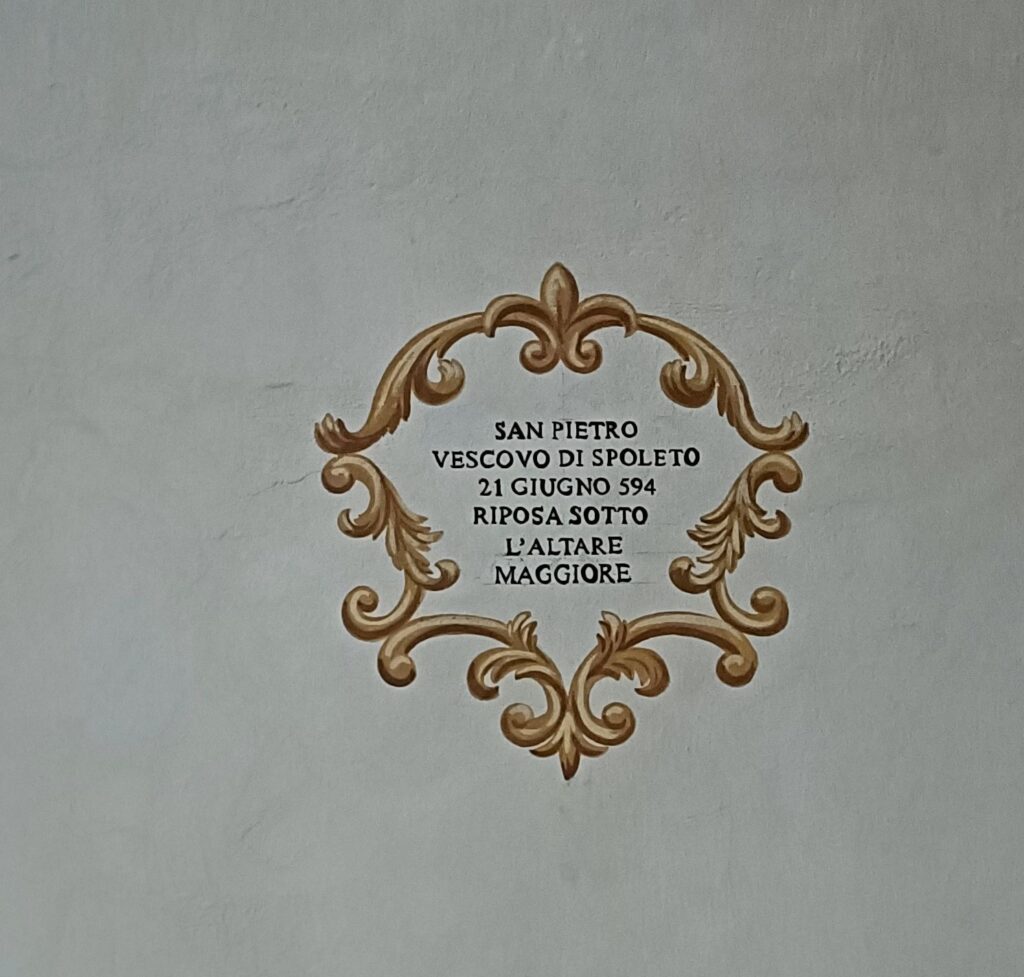 SAN PIETRO
VESCOVO DI SPOLETO
21 GIUGNO 594
RIPOSA SOTTO
L'ALTARE
MAGGIORE